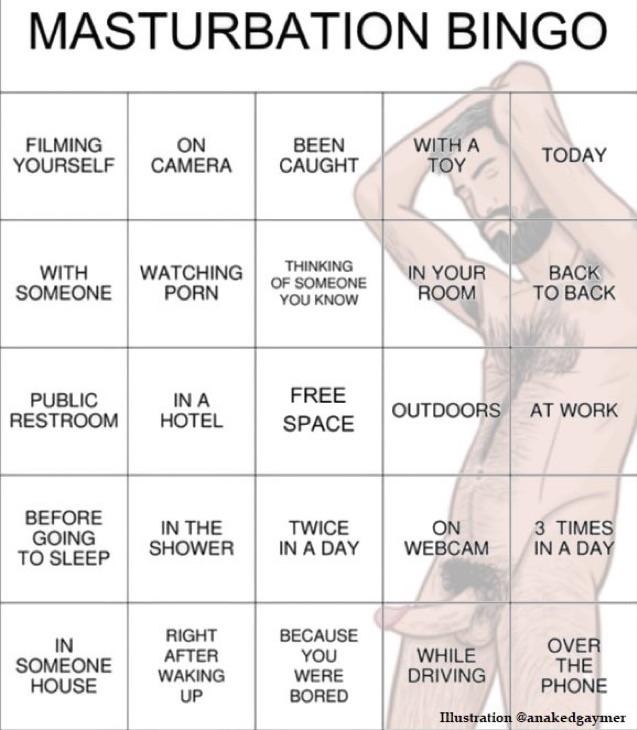 MASTURBATION BINGO
FILMING
YOURSELF
ON
CAMERA
BEEN
CAUGHT
WITH A
TOY
TODAY
WITH
SOMEONE
WATCHING
PORN
THINKING
OF SOMEONE
YOU KNOW
IN YOUR
ROOM
BACK
TO BACK
PUBLIC
RESTROOM
IN A
HOTEL
FREE
SPACE
OUTDOORS
AT WORK
BEFORE
GOING
TO SLEEP
IN THE
SHOWER
TWICE
IN A DAY
ON
WEBCAM
3 TIMES
IN A DAY
IN
SOMEONE
HOUSE
RIGHT
AFTER
WAKING
UP
BECAUSE
YOU
WERE
BORED
WHILE
DRIVING
OVER
THE
PHONE
Illustration @anakedgaymer